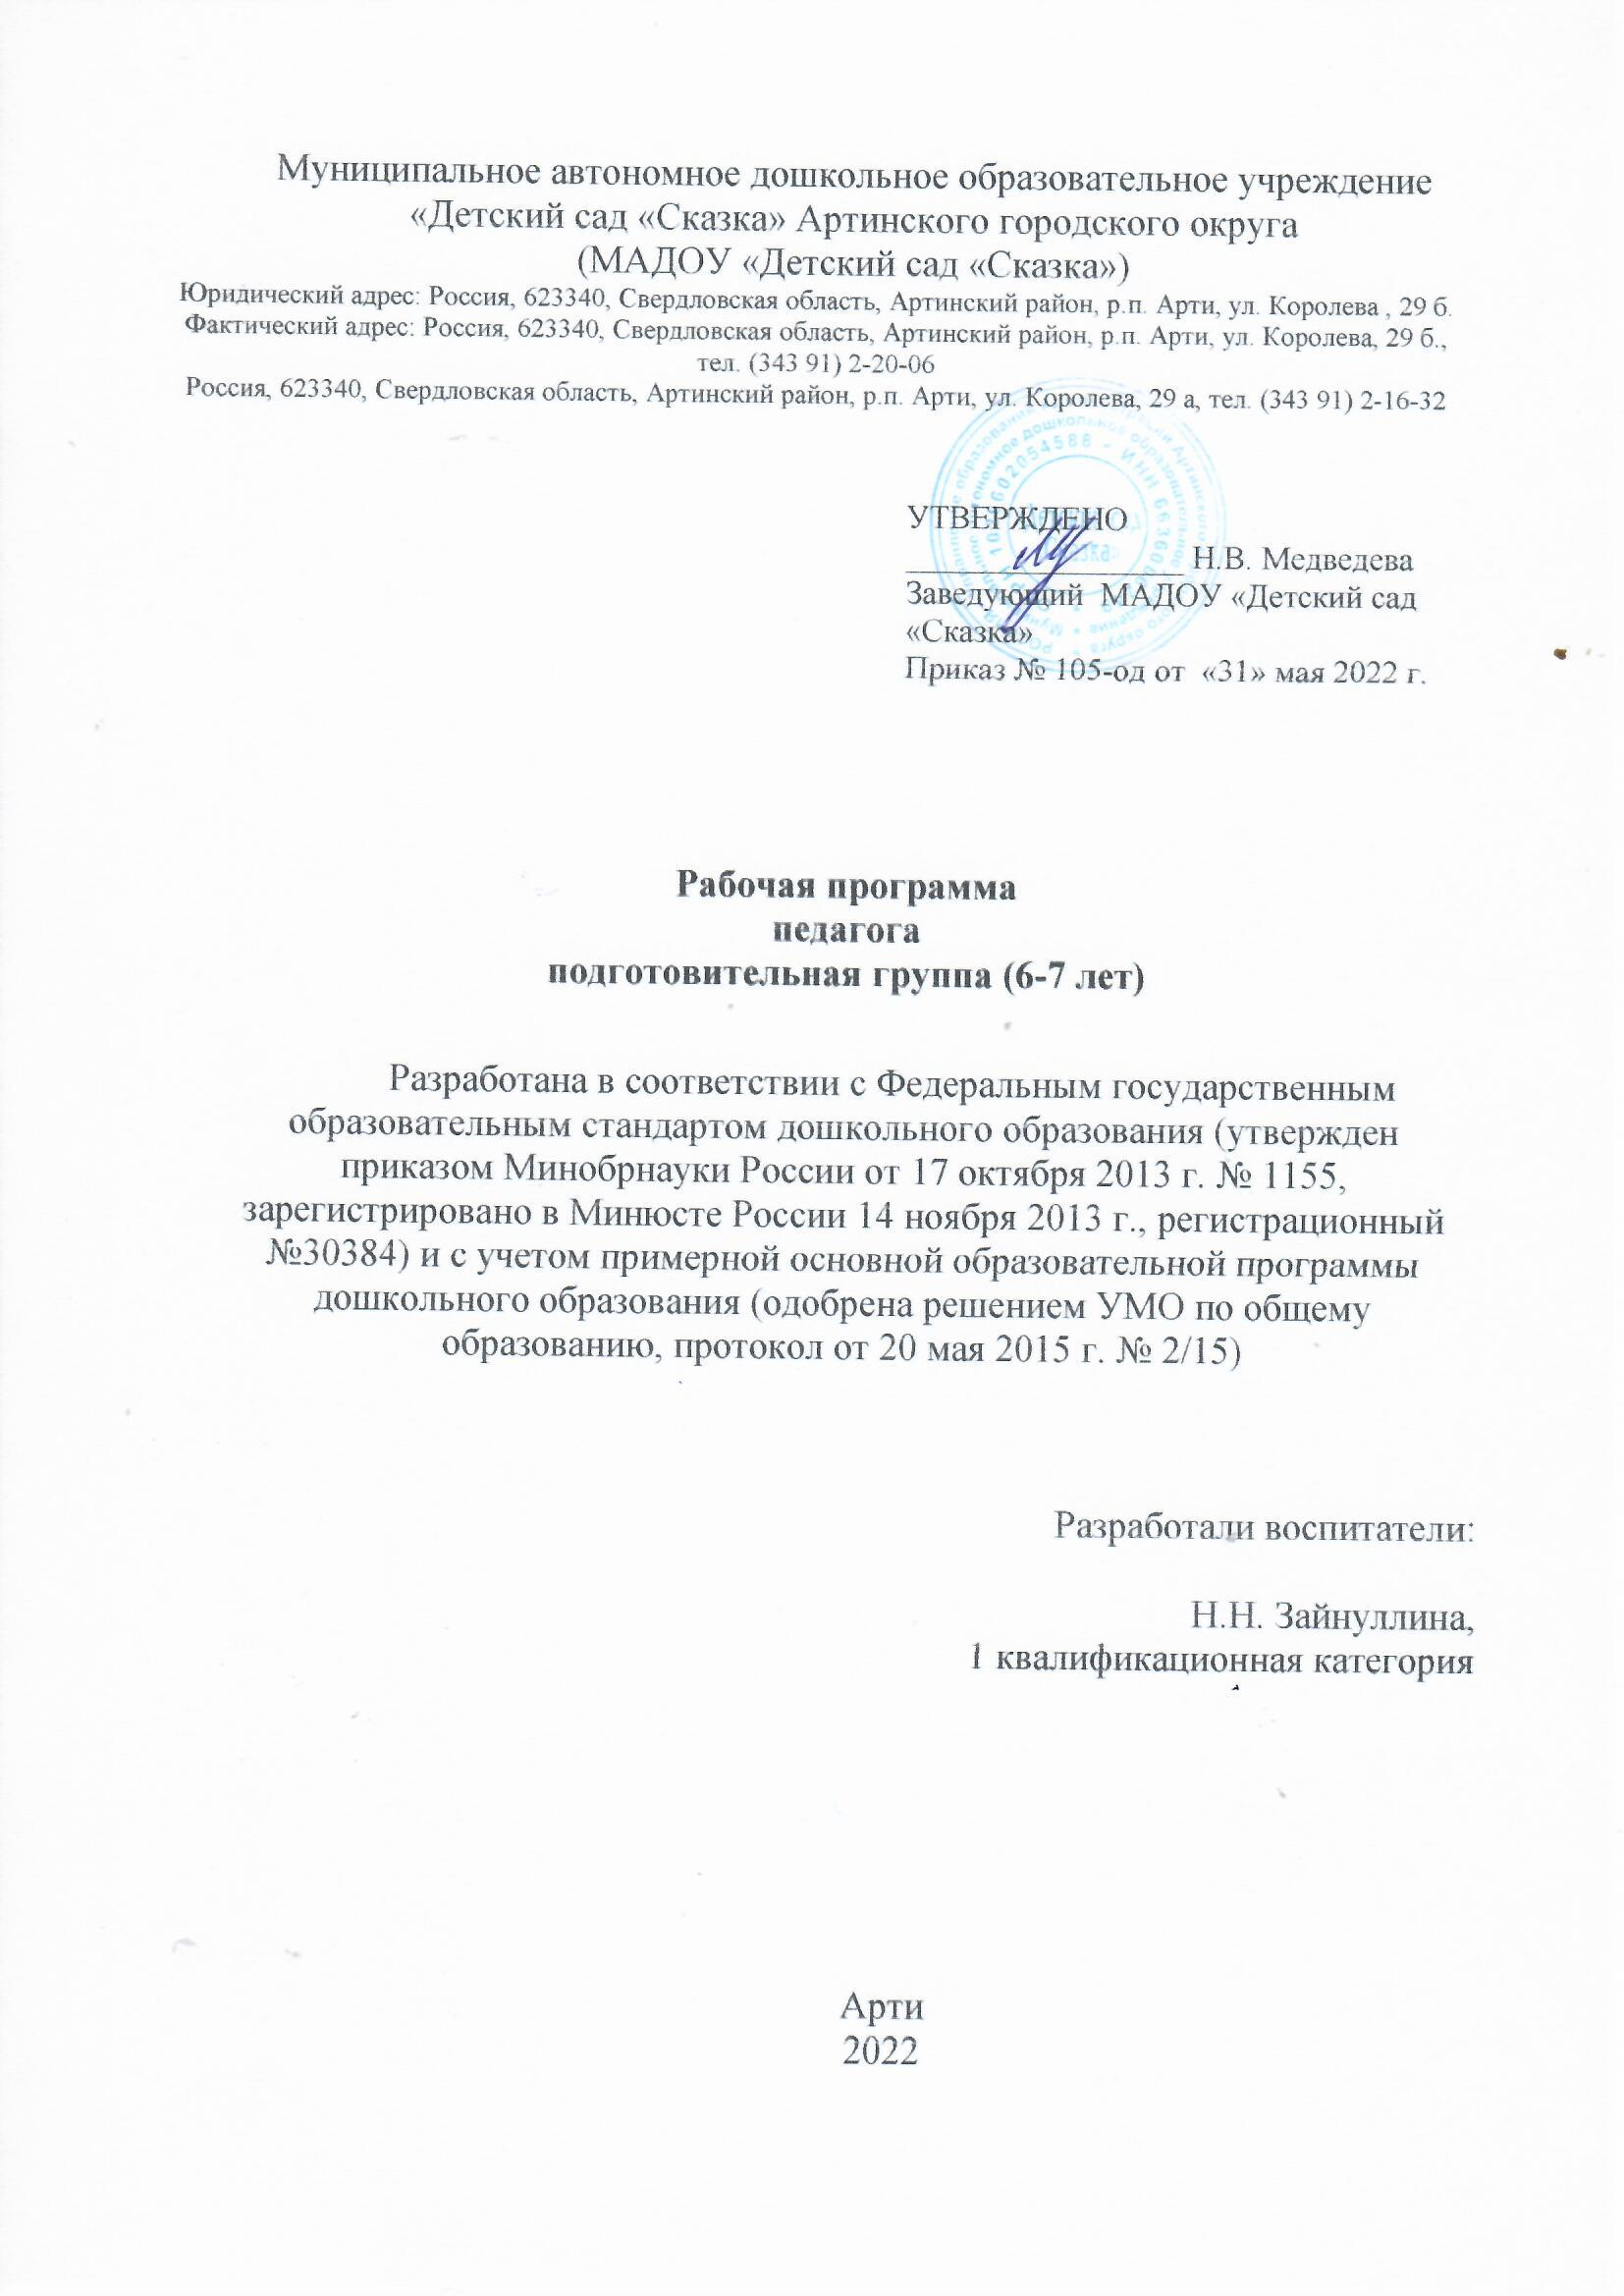 Муниципальное автономное дошкольное образовательное учреждение
«Детский сад «Сказка» Артинского городского округа
(МАДОУ «Детский сад «Сказка»)
Юридический адрес: Россия, 623340, Свердловская область, Артинский район, р.п. Арти, ул. Королева , 29 б.
Фактический адрес: Россия, 623340, Свердловская область, Артинский район, р.п. Арти, ул. Королева, 29 б.,
тел. (343 91) 2-20-06
Россия, 623340, Свердловская область, Артинский район, р.п. Арти, ул. Королева, 29 а, тел. (343 91) 2-16-32
УТВЕРЖДЕНО
Н.В. Медведева
Заведующий МАДОУ «Детский сад
«Сказка»
Приказ № 105-од от «31» мая 2022 г.
Рабочая программа
педагога
подготовительная группа (6-7 лет)
Разработана в соответствии с Федеральным государственным
образовательным стандартом дошкольного образования (утвержден
приказом Минобрнауки России от 17 октября 2013 г. № 1155,
зарегистрировано в Минюсте России 14 ноября 2013 г., регистрационный
№30384) и с учетом примерной основной образовательной программы
дошкольного образования (одобрена решением УМО по общему
образованию, протокол от 20 мая 2015 г. № 2/15)
Разработали воспитатели:
Н.Н. Зайнуллина,
1 квалификационная категория
Арти
2022